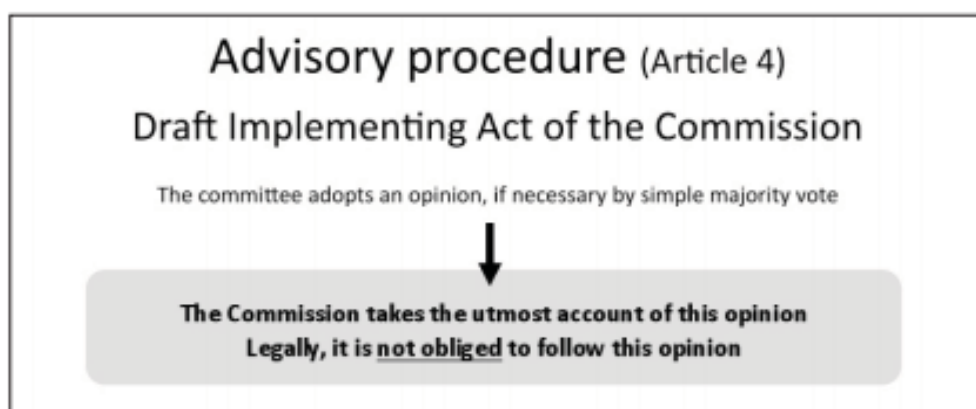 Advisory procedure (Article 4)
Draft Implementing Act of the Commission
The committee adopts an opinion, if necessary by simple majority vote
The Commission takes the utmost account of this opinion
Legally, it is not obliged to follow this opinion